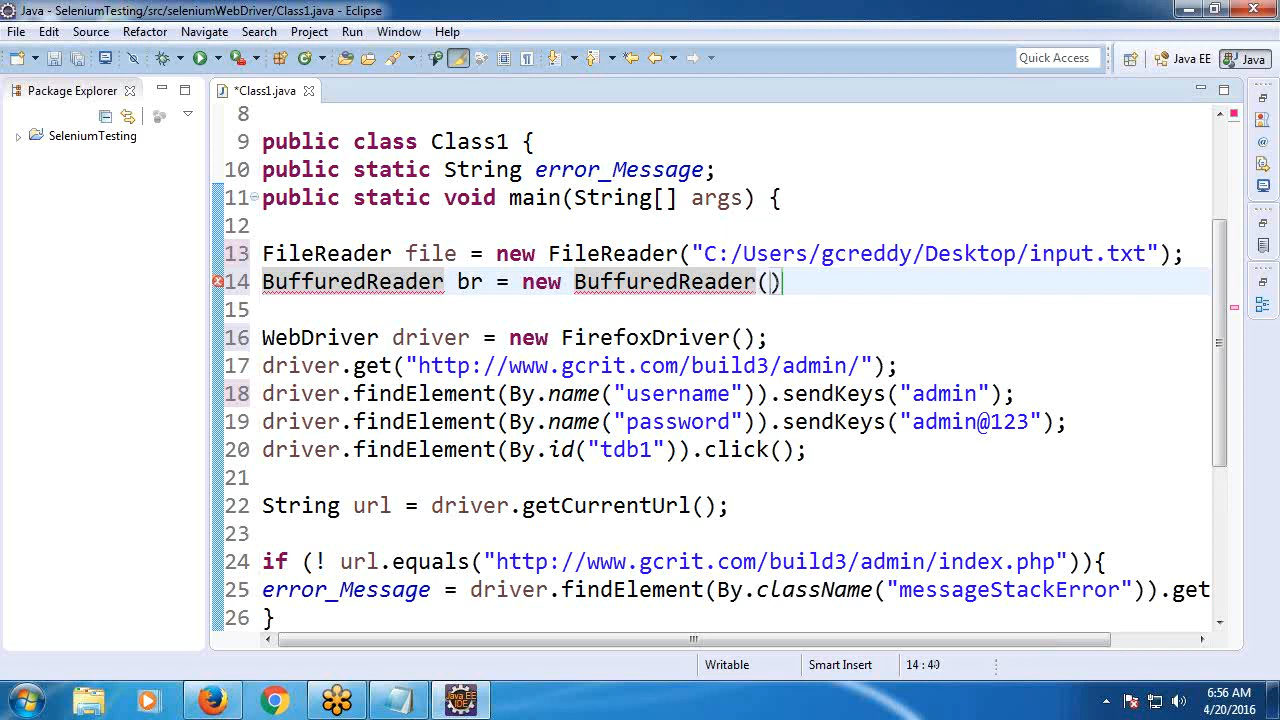 Java - SeleniumTesting/src/seleniumWebDriver/Class1.java - Eclipse
File Edit Source Refactor Navigate Search Project Run Window Help
Quick Access Java EE Java
Package Explorer *Class1.java
SeleniumTesting
8
9 public class Class1 {
10 public static String error_Message;
11 public static void main(String[] args) {
12
13 FileReader file = new FileReader("C:/Users/gcreddy/Desktop/input.txt");
14 BuffuredReader br = new BuffuredReader()
15
16 WebDriver driver = new FirefoxDriver();
17 driver.get("http://www.gcrit.com/build3/admin/");
18 driver.findElement(By.name("username")).sendKeys("admin");
19 driver.findElement(By.name("password")).sendKeys("admin@123");
20 driver.findElement(By.id("tdb1")).click();
21
22 String url = driver.getCurrentUrl();
23
24 if (! url.equals("http://www.gcrit.com/build3/admin/index.php")){
25 error_Message = driver.findElement(By.className("messageStackError")).get
26 }
Writable Smart Insert 14 : 40
Java EE IDE
6:56 AM
4/20/2016